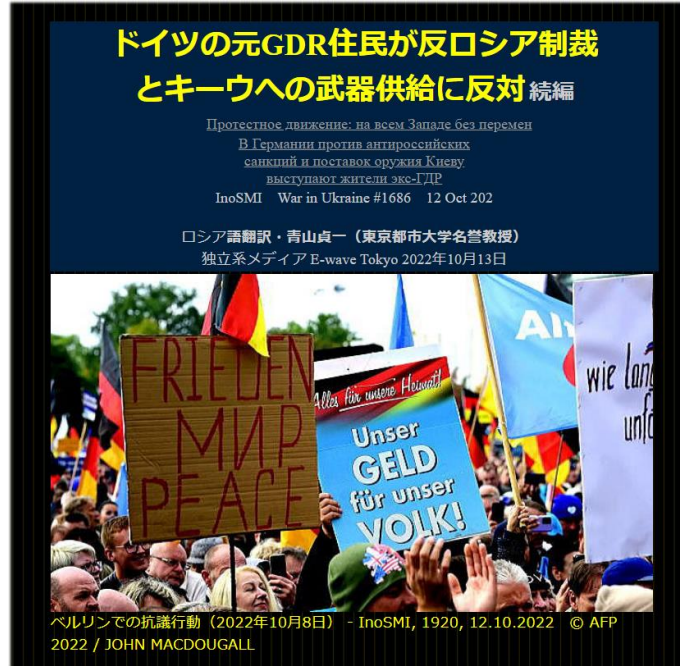 ドイツの元GDR住民が反ロシア制裁
とキーウへの武器供給に反対 続編
Протестное движение: на всем Западе без перемен
В Германии против антироссийских
санкций и поставок оружия Киеву
выступают жители экс-ГДР
InoSMI War in Ukraine #1686 12 Oct 202
ロシア語翻訳・青山貞一（東京都市大学名誉教授）
独立系メディア E-wave Tokyo 2022年10月13日
FRIEDEN
МИР
PEACE
Alles für unsere Heimat!
Unser
GELD
für unser
VOLK!
wie
ベルリンでの抗議行動（2022年10月8日） - InoSMI, 1920, 12.10.2022 © AFP
2022 / JOHN MACDOUGALL